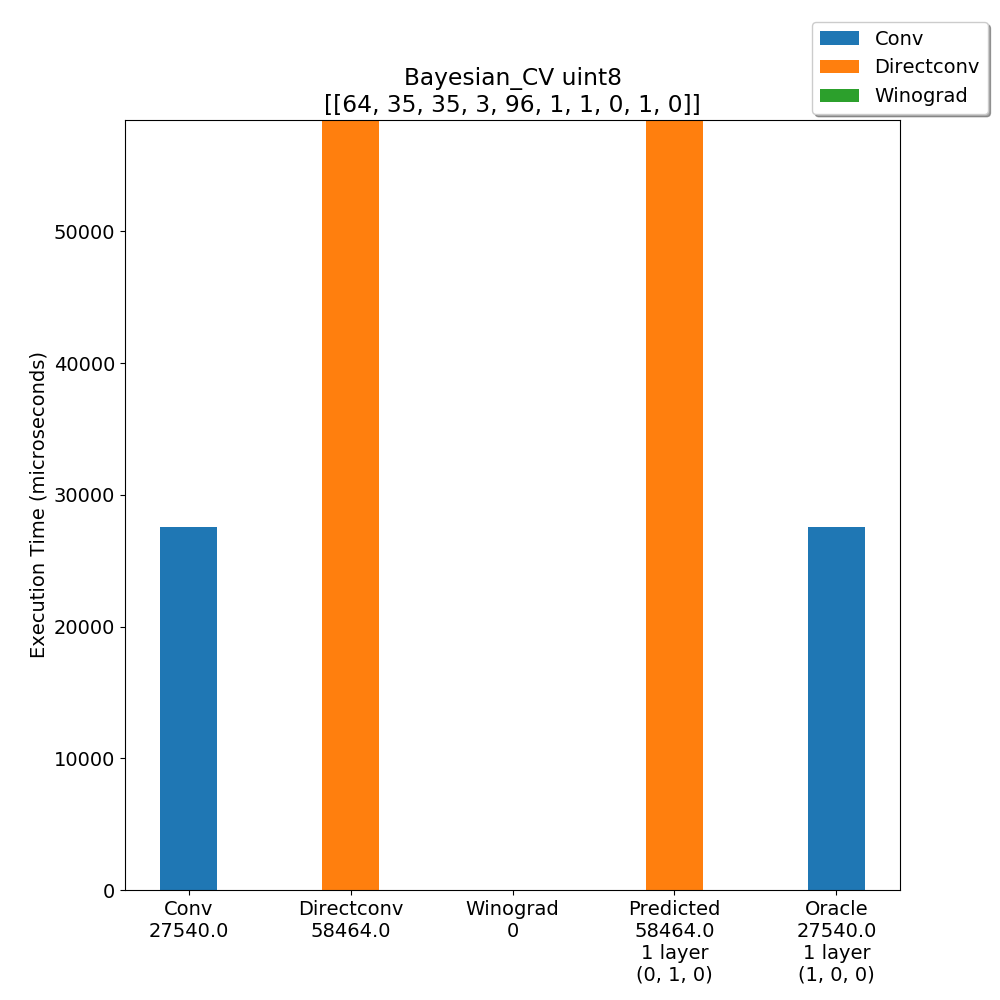 Conv
Directconv
Winograd
Bayesian_CV uint8
[[64, 35, 35, 3, 96, 1, 1, 0, 1, 0]]
Execution Time (microseconds)
50000
40000
30000
20000
10000
0
Conv
27540.0
Directconv
58464.0
Winograd
0
Predicted
58464.0
1 layer
(0, 1, 0)
Oracle
27540.0
1 layer
(1, 0, 0)